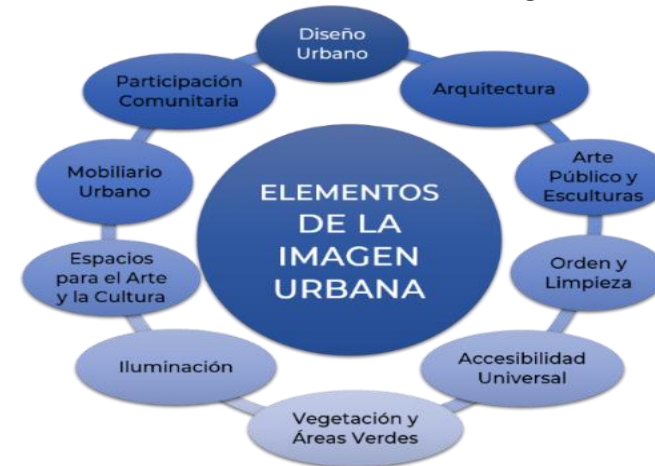 ELEMENTOS
DE LA
IMAGEN
URBANA
Diseño
Urbano
Arquitectura
Arte
Público y
Esculturas
Orden y
Limpieza
Accesibilidad
Universal
Vegetación y
Áreas Verdes
Iluminación
Espacios
para el Arte
y la Cultura
Mobiliario
Urbano
Participación
Comunitaria